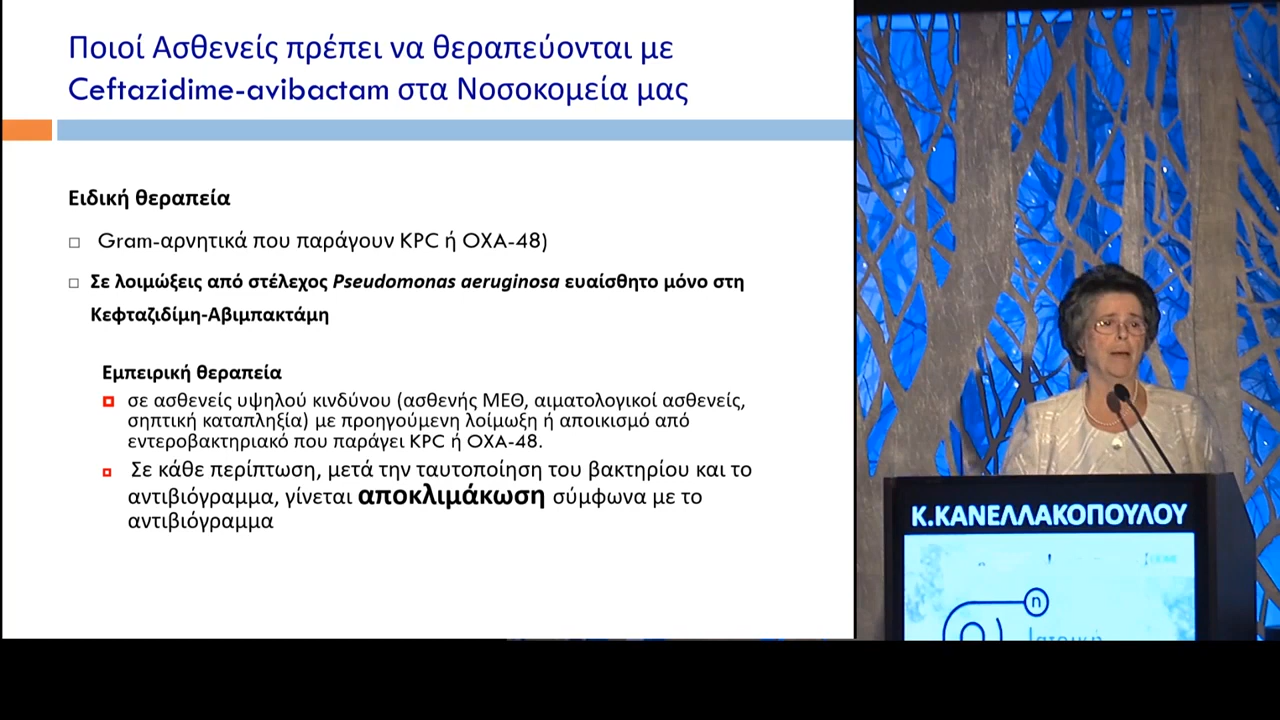 Ποιοί Ασθενείς πρέπει να θεραπεύονται με
Ceftazidime-avibactam στα Νοσοκομεία μας
Ειδική θεραπεία
Gram-αρνητικά που παράγουν KPC ή OXA-48)
Σε λοιμώξεις από στέλεχος Pseudomonas aeruginosa ευαίσθητο μόνο στη
Κεφταζιδίμη-Αβιμπακτάμη
Εμπειρική θεραπεία
σε ασθενείς υψηλού κινδύνου (ασθενής ΜΕΘ, αιματολογικοί ασθενείς,
σηπτική καταπληξία) με προηγούμενη λοίμωξη ή αποικισμό από
εντεροβακτηριακό που παράγει KPC ή OXA-48.
Σε κάθε περίπτωση, μετά την ταυτοποίηση του βακτηρίου και το
αντιβιόγραμμα, γίνεται αποκλιμάκωση σύμφωνα με το
αντιβιόγραμμα
Κ.ΚΑΝΕΛΛΑΚΟΠΟΥΛΟΥ
η